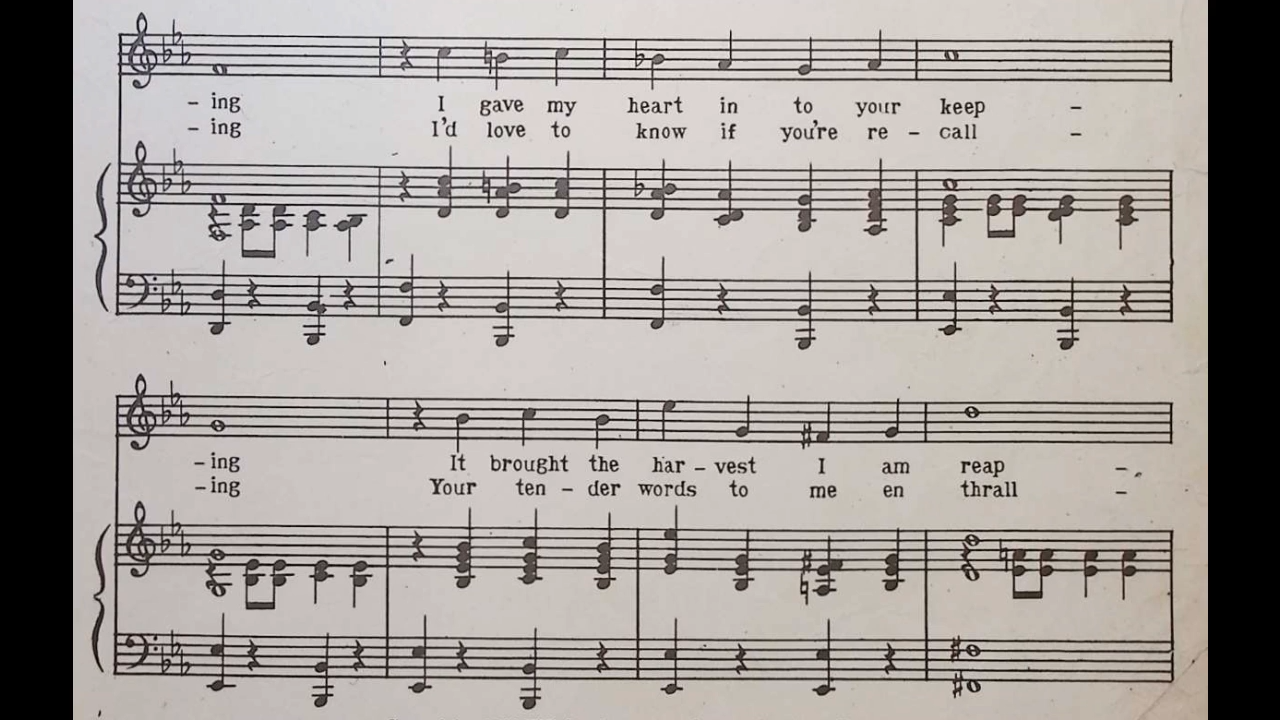 - ing I gave my heart in to your keep -
- ing I'd love to know if you're re - call -
- ing It brought the har - vest I am reap -
- ing Your ten - der words to me en thrall -